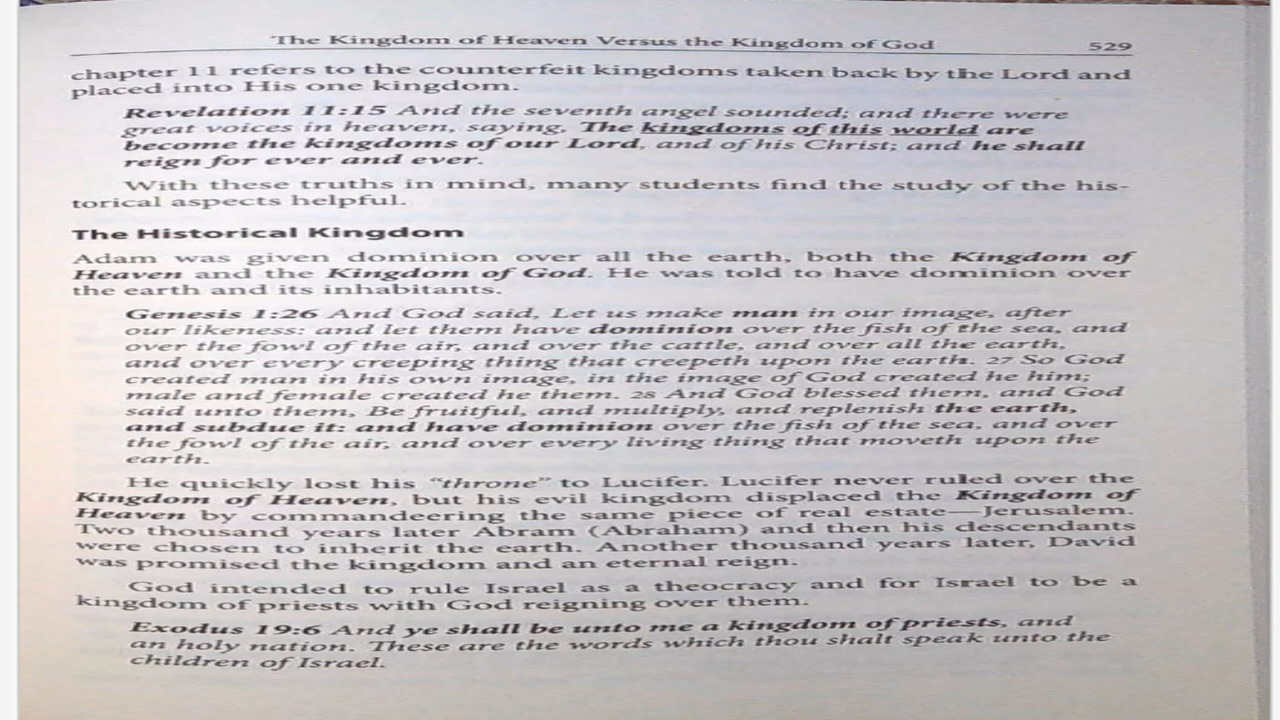 The Kingdom of Heaven Versus the Kingdom of God 529
chapter 11 refers to the counterfeit kingdoms taken back by the Lord and
placed into His one kingdom.
Revelation 11:15 And the seventh angel sounded; and there were
great voices in heaven, saying, The kingdoms of this world are
become the kingdoms of our Lord, and of his Christ; and he shall
reign for ever and ever.
With these truths in mind, many students find the study of the his-
torical aspects helpful.
The Historical Kingdom
Adam was given dominion over all the earth, both the Kingdom of
Heaven and the Kingdom of God. He was told to have dominion over
the earth and its inhabitants.
Genesis 1:26 And God said, Let us make man in our image, after
our likeness: and let them have dominion over the fish of the sea, and
over the fowl of the air, and over the cattle, and over all the earth,
and over every creeping thing that creepeth upon the earth. 27 So God
created man in his own image, in the image of God created he him;
male and female created he them. 28 And God blessed them, and God
said unto them, Be fruitful, and multiply, and replenish the earth,
and subdue it: and have dominion over the fish of the sea, and over
the fowl of the air, and over every living thing that moveth upon the
earth.
He quickly lost his “throne” to Lucifer. Lucifer never ruled over the
Kingdom of Heaven, but his evil kingdom displaced the Kingdom of
Heaven by commandeering the same piece of real estate—Jerusalem.
Two thousand years later Abram (Abraham) and then his descendants
were chosen to inherit the earth. Another thousand years later, David
was promised the kingdom and an eternal reign.
God intended to rule Israel as a theocracy and for Israel to be a
kingdom of priests with God reigning over them.
Exodus 19:6 And ye shall be unto me a kingdom of priests, and
an holy nation. These are the words which thou shalt speak unto the
children of Israel.